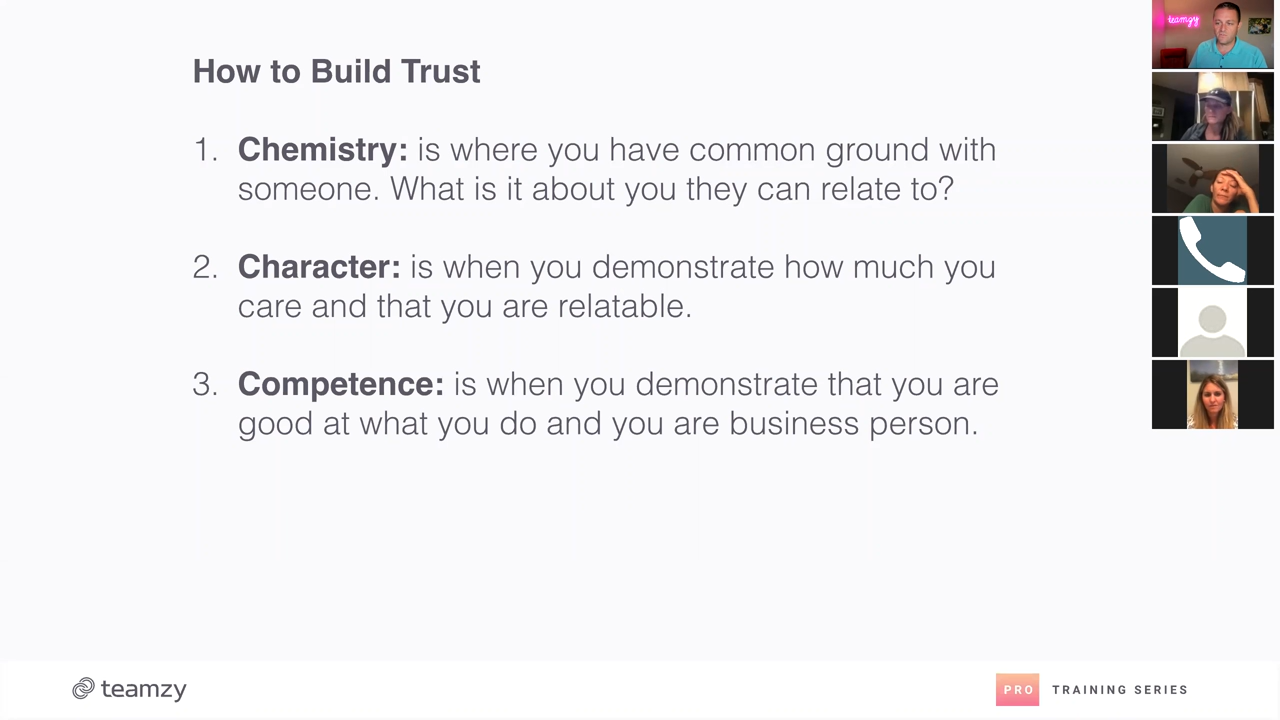 How to Build Trust
1. Chemistry: is where you have common ground with
someone. What is it about you they can relate to?
2. Character: is when you demonstrate how much you
care and that you are relatable.
3. Competence: is when you demonstrate that you are
good at what you do and you are business person.
teamzy
teamzy
PRO TRAINING SERIES